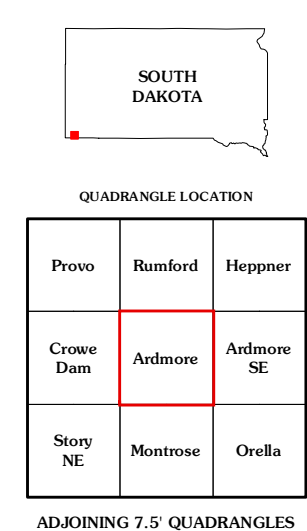 SOUTH
DAKOTA
QUADRANGLE LOCATION
Provo
Rumford
Heppner
Crowe
Dam
Ardmore
Ardmore
SE
Story
NE
Montrose
Orella
ADJOINING 7.5' QUADRANGLES